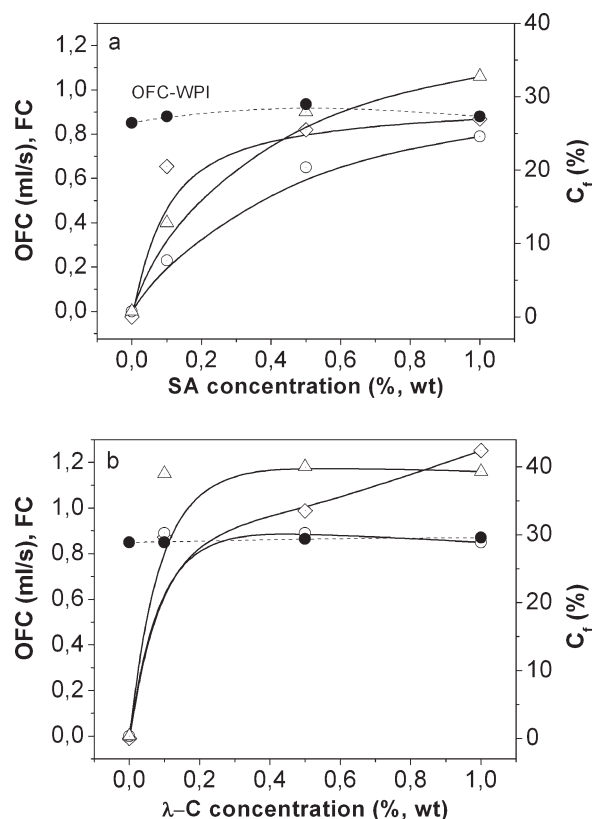 a
OFC-WPI
OFC (ml/s), FC
1,2
1,0
0,8
0,6
0,4
0,2
0,0
40
30
20
10
0
C_f (%)
0,0 0,2 0,4 0,6 0,8 1,0
SA concentration (%, wt)
b
OFC (ml/s), FC
1,2
1,0
0,8
0,6
0,4
0,2
0,0
40
30
20
10
0
C_f (%)
0,0 0,2 0,4 0,6 0,8 1,0
λ–C concentration (%, wt)